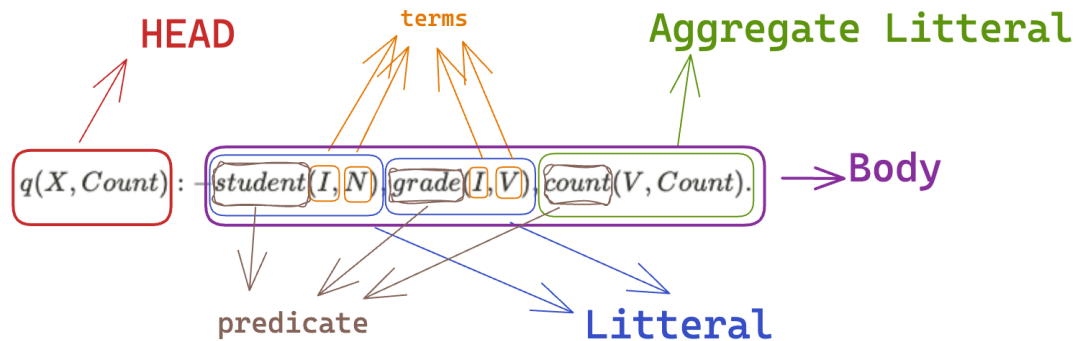 terms
HEAD
Aggregate Litteral
q(X, Count) : −student(I, N), grade(I, V), count(V, Count).
Body
predicate
Litteral